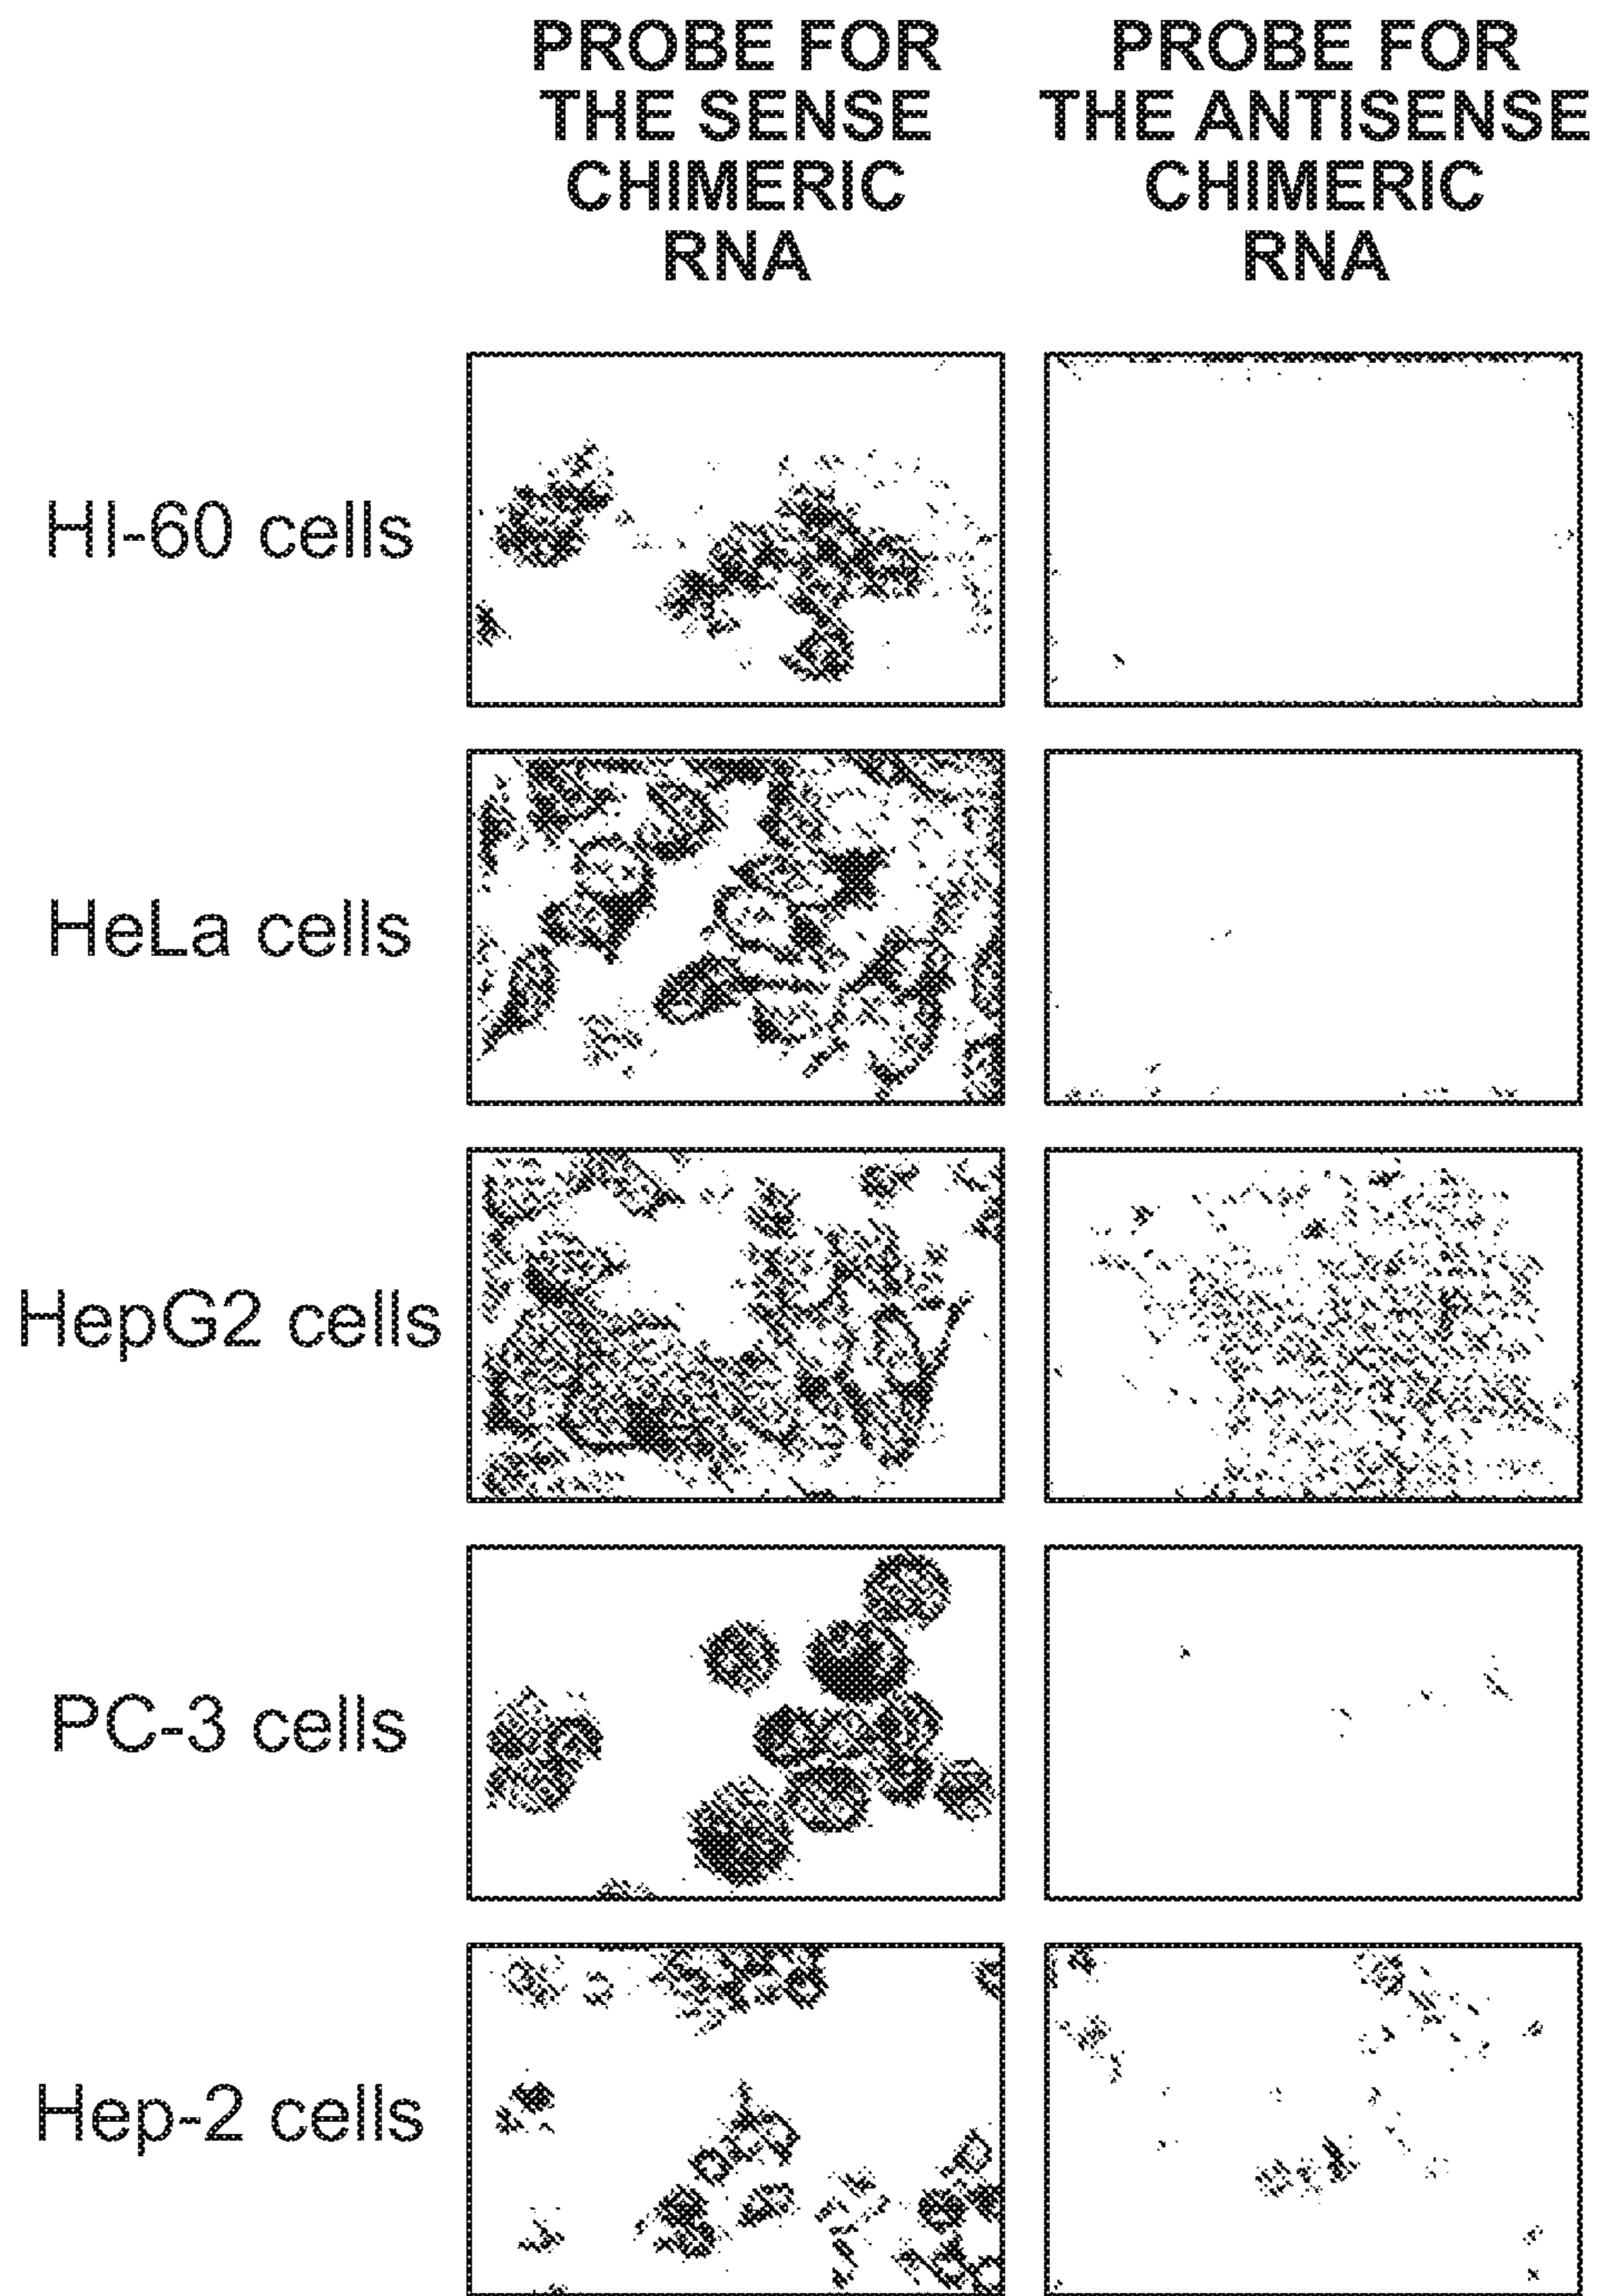 PROBE FOR
THE SENSE
CHIMERIC
RNA
PROBE FOR
THE ANTISENSE
CHIMERIC
RNA
HI-60 cells
HeLa cells
HepG2 cells
PC-3 cells
Hep-2 cells